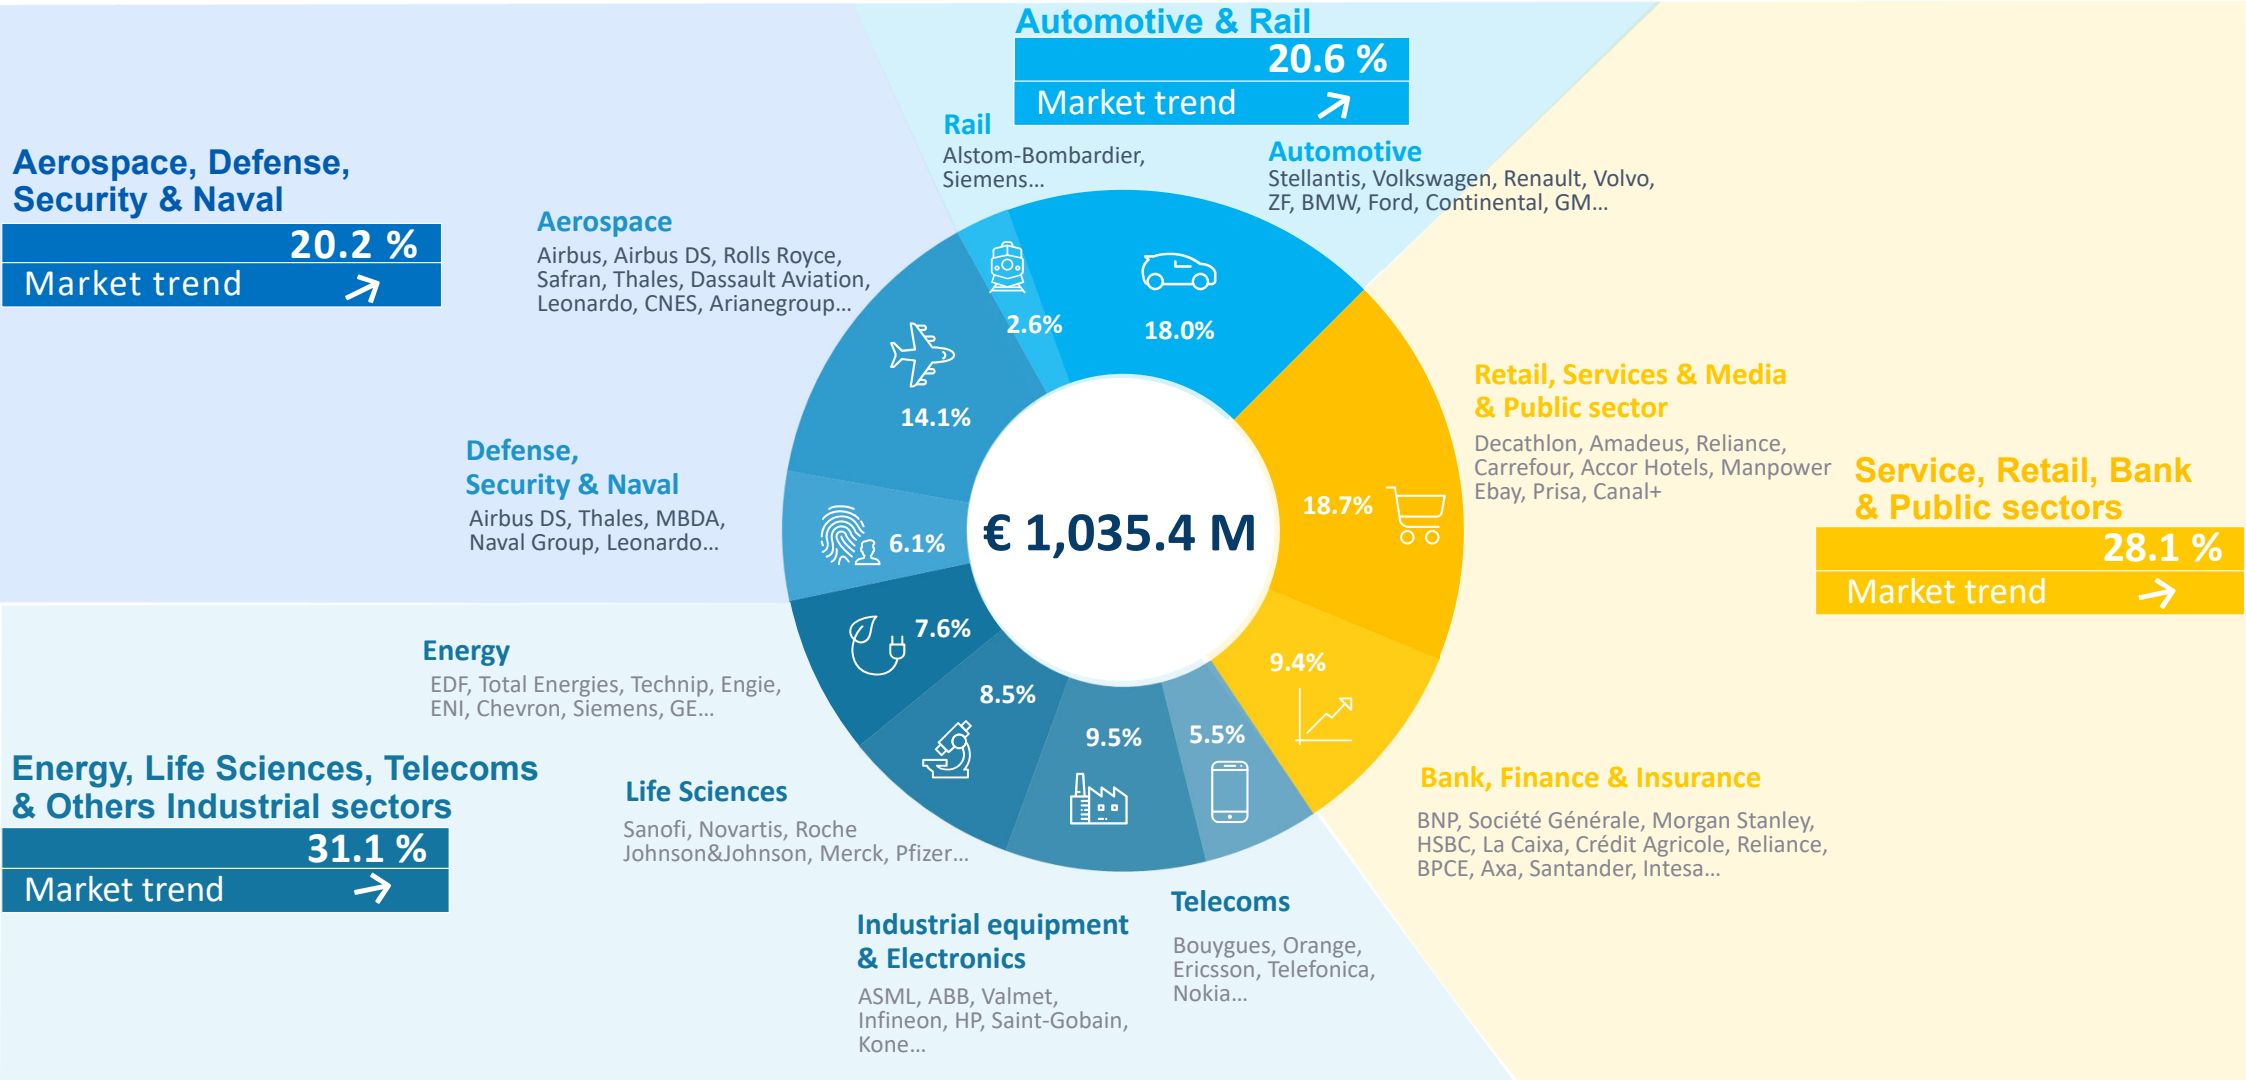 Automotive & Rail
20.6 %
Market trend
Rail
Alstom-Bombardier,
Siemens...
Automotive
Stellantis, Volkswagen, Renault, Volvo,
ZF, BMW, Ford, Continental, GM...
Aerospace, Defense,
Security & Naval
20.2 %
Market trend
Aerospace
Airbus, Airbus DS, Rolls Royce,
Safran, Thales, Dassault Aviation,
Leonardo, CNES, Arianegroup...
Defense,
Security & Naval
Airbus DS, Thales, MBDA,
Naval Group, Leonardo...
2.6%
18.0%
14.1%
6.1%
€ 1,035.4 M
18.7%
7.6%
8.5%
9.5%
5.5%
9.4%
Retail, Services & Media
& Public sector
Decathlon, Amadeus, Reliance,
Carrefour, Accor Hotels, Manpower
Ebay, Prisa, Canal+
Service, Retail, Bank
& Public sectors
28.1 %
Market trend
Energy
EDF, Total Energies, Technip, Engie,
ENI, Chevron, Siemens, GE...
Energy, Life Sciences, Telecoms
& Others Industrial sectors
31.1 %
Market trend
Life Sciences
Sanofi, Novartis, Roche
Johnson&Johnson, Merck, Pfizer...
Industrial equipment
& Electronics
ASML, ABB, Valmet,
Infineon, HP, Saint-Gobain,
Kone...
Telecoms
Bouygues, Orange,
Ericsson, Telefonica,
Nokia...
Bank, Finance & Insurance
BNP, Société Générale, Morgan Stanley,
HSBC, La Caixa, Crédit Agricole, Reliance,
BPCE, Axa, Santander, Intesa...